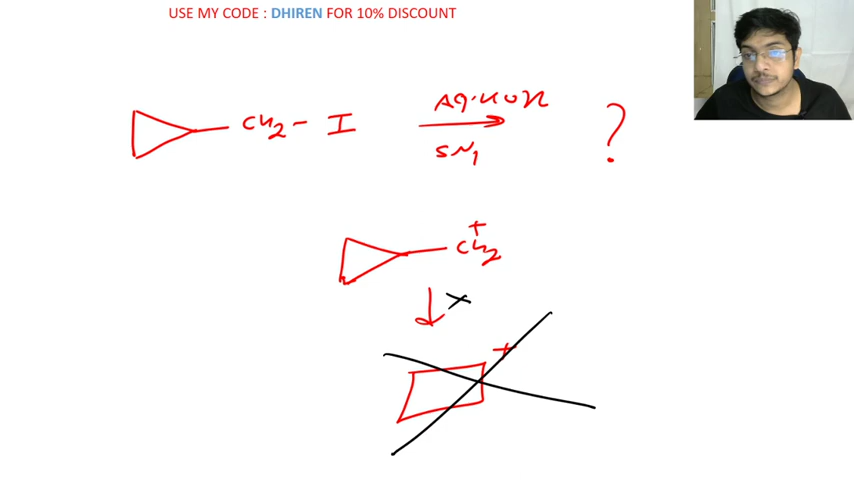 USE MY CODE : DHIREN FOR 10% DISCOUNT
CH2 - I
Aq. KOH
SN1
?
+
CH2
+